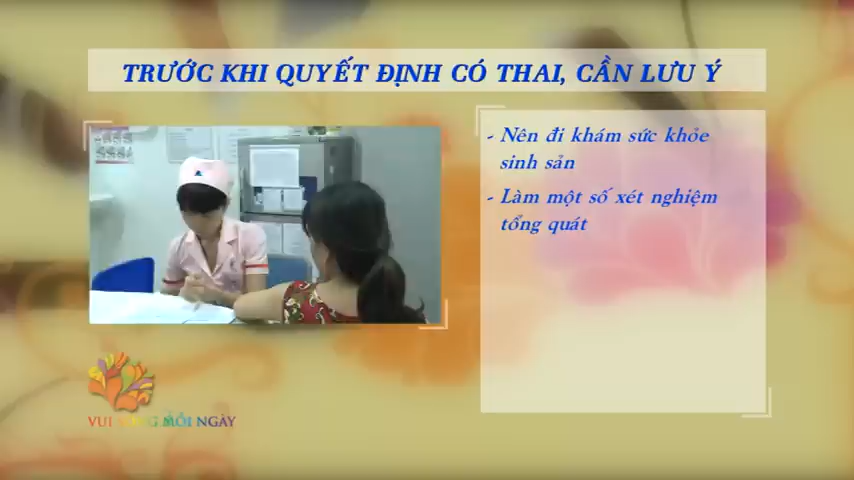 TRƯỚC KHI QUYẾT ĐỊNH CÓ THAI, CẦN LƯU Ý
- Nên đi khám sức khỏe
sinh sản
- Làm một số xét nghiệm
tổng quát
VUI SỐNG MỖI NGÀY